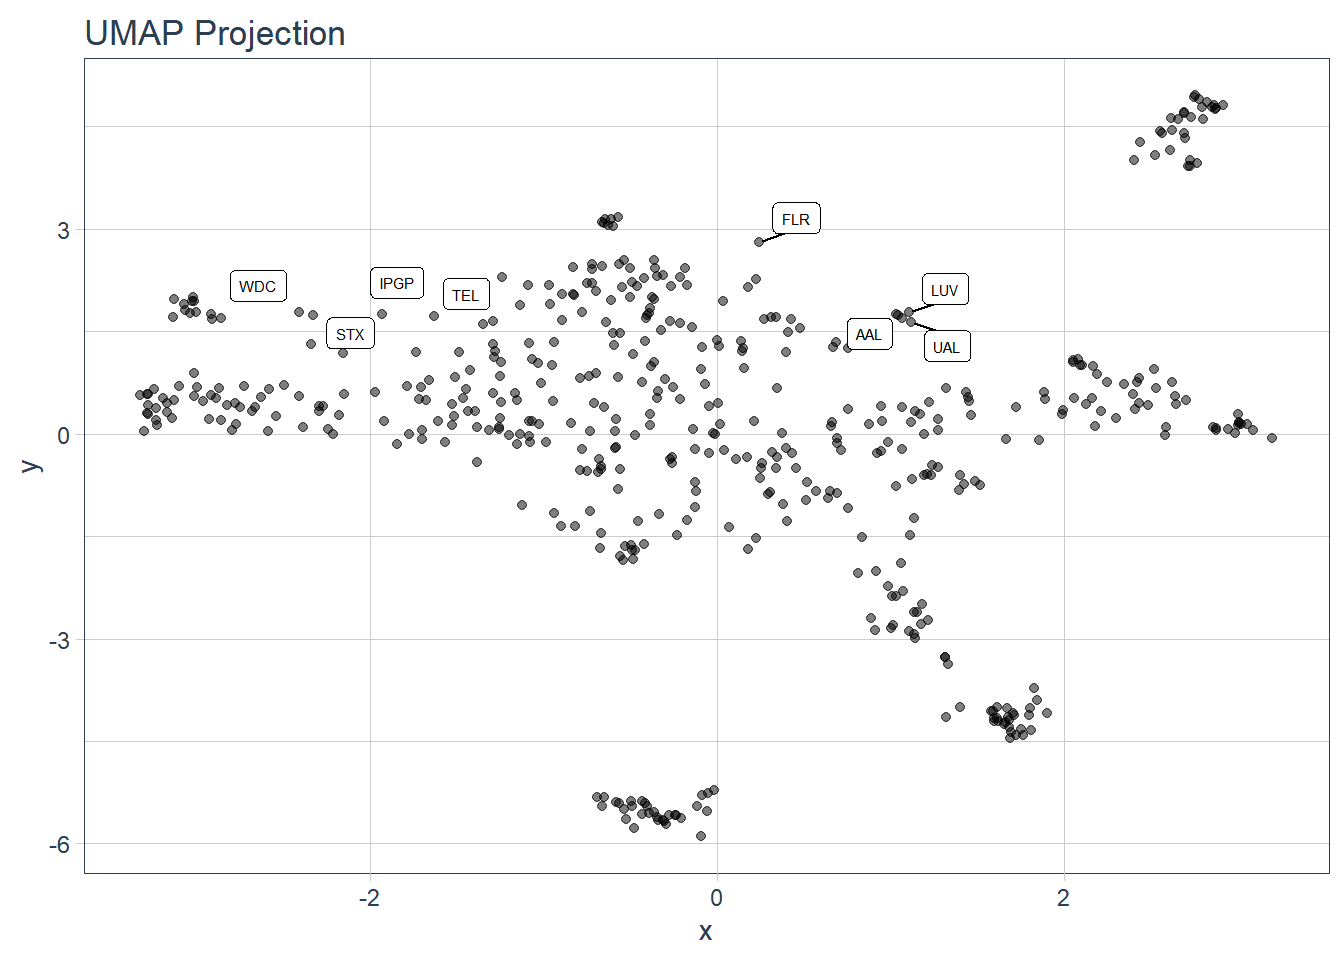 UMAP Projection
FLR
WDC
IPGP
TEL
LUV
STX
AAL
UAL
3
0
-3
-6
y
-2
0
2
x